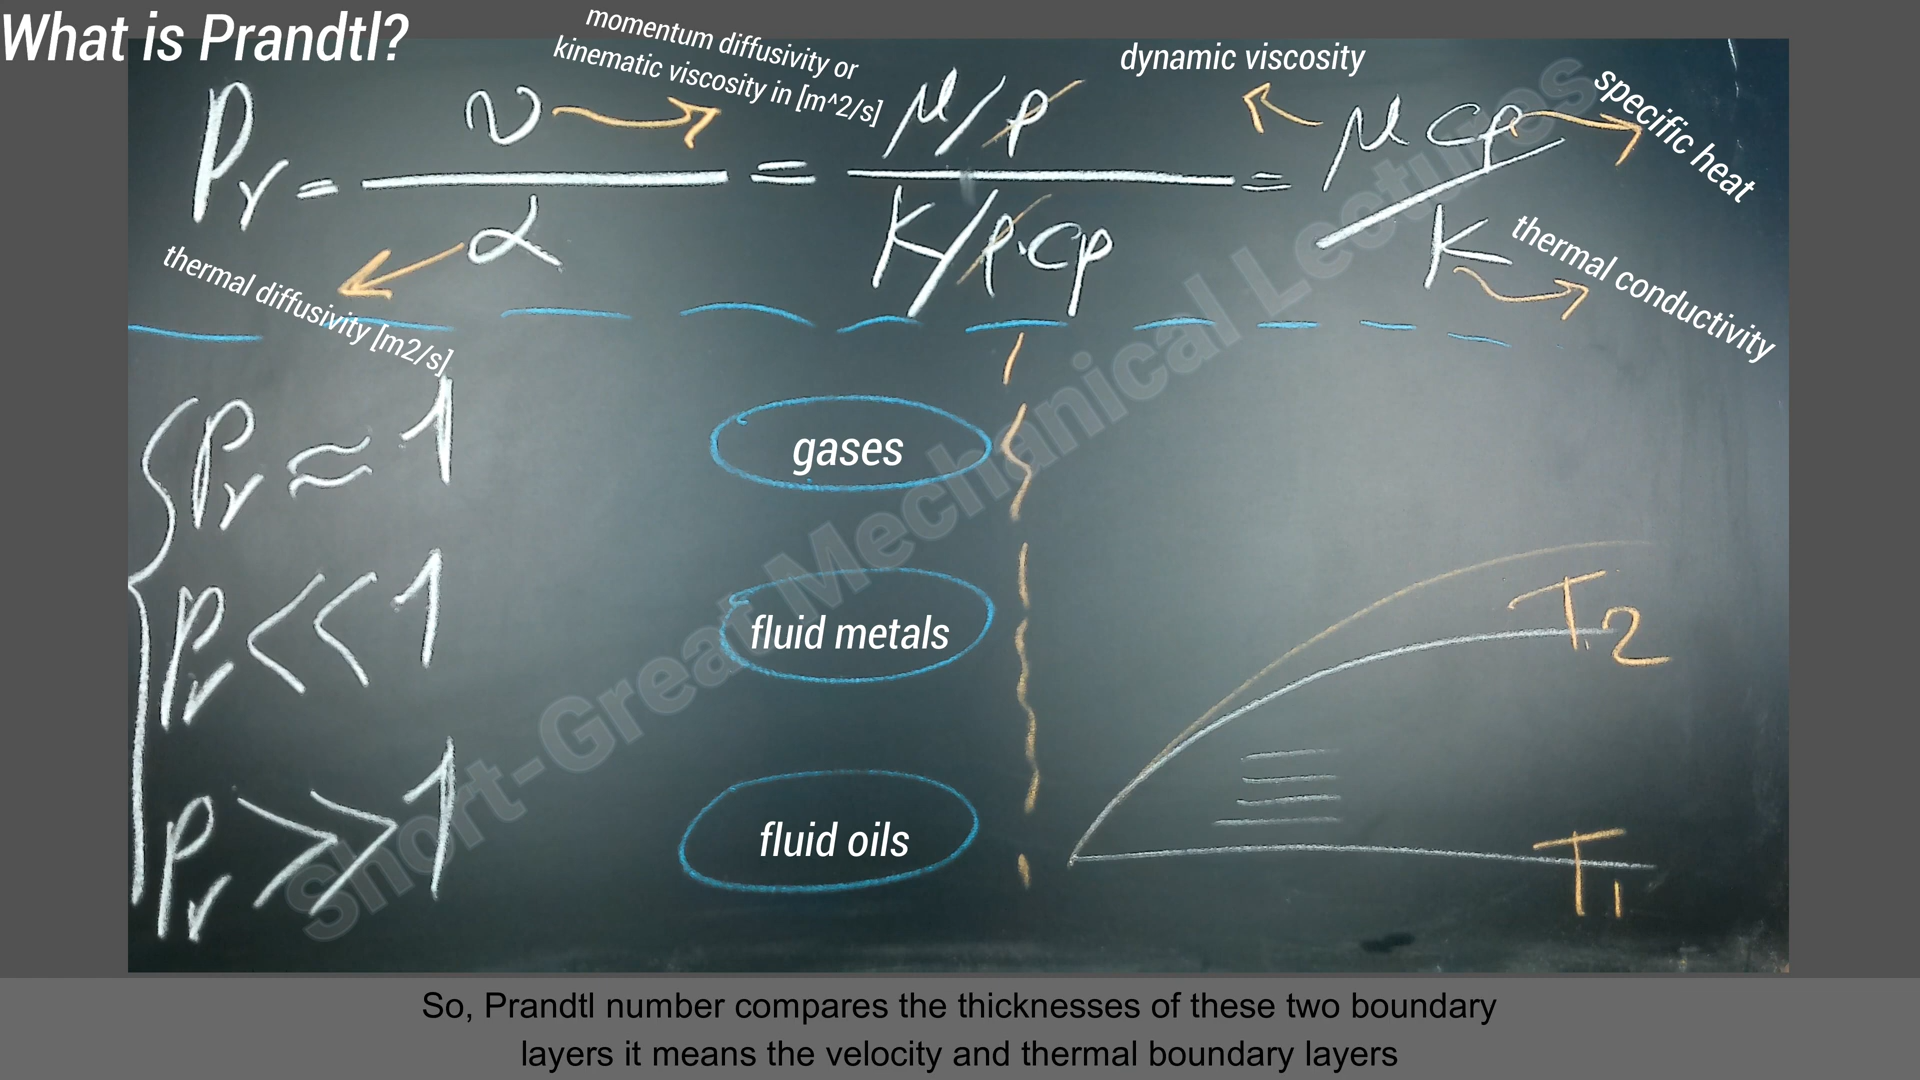 What is Prandtl?
momentum diffusivity or
kinematic viscosity in [m^2/s]
dynamic viscosity
specific heat
Pr = ν / α = μ/ρ / K/ρ·Cp = μ Cp / K
thermal diffusivity [m2/s]
thermal conductivity
Pr ≈ 1
gases
Pr << 1
fluid metals
Pr >> 1
fluid oils
T2
T1
Short-Great Mechanical Lectures
So, Prandtl number compares the thicknesses of these two boundary
layers it means the velocity and thermal boundary layers